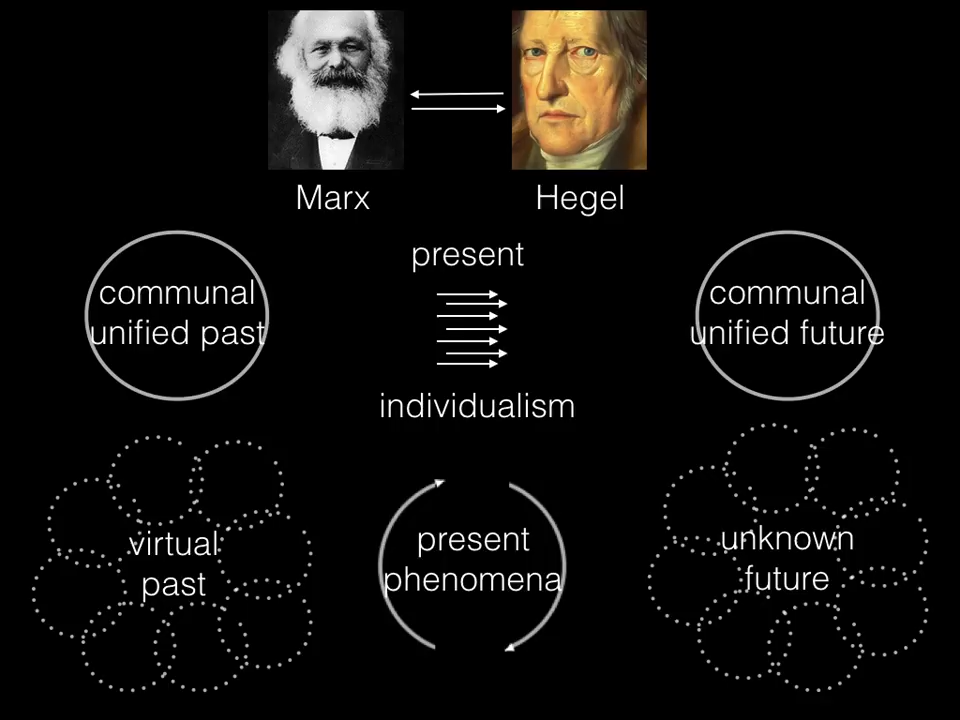 Marx
Hegel
present
communal
unified past
communal
unified future
individualism
virtual
past
present
phenomena
unknown
future